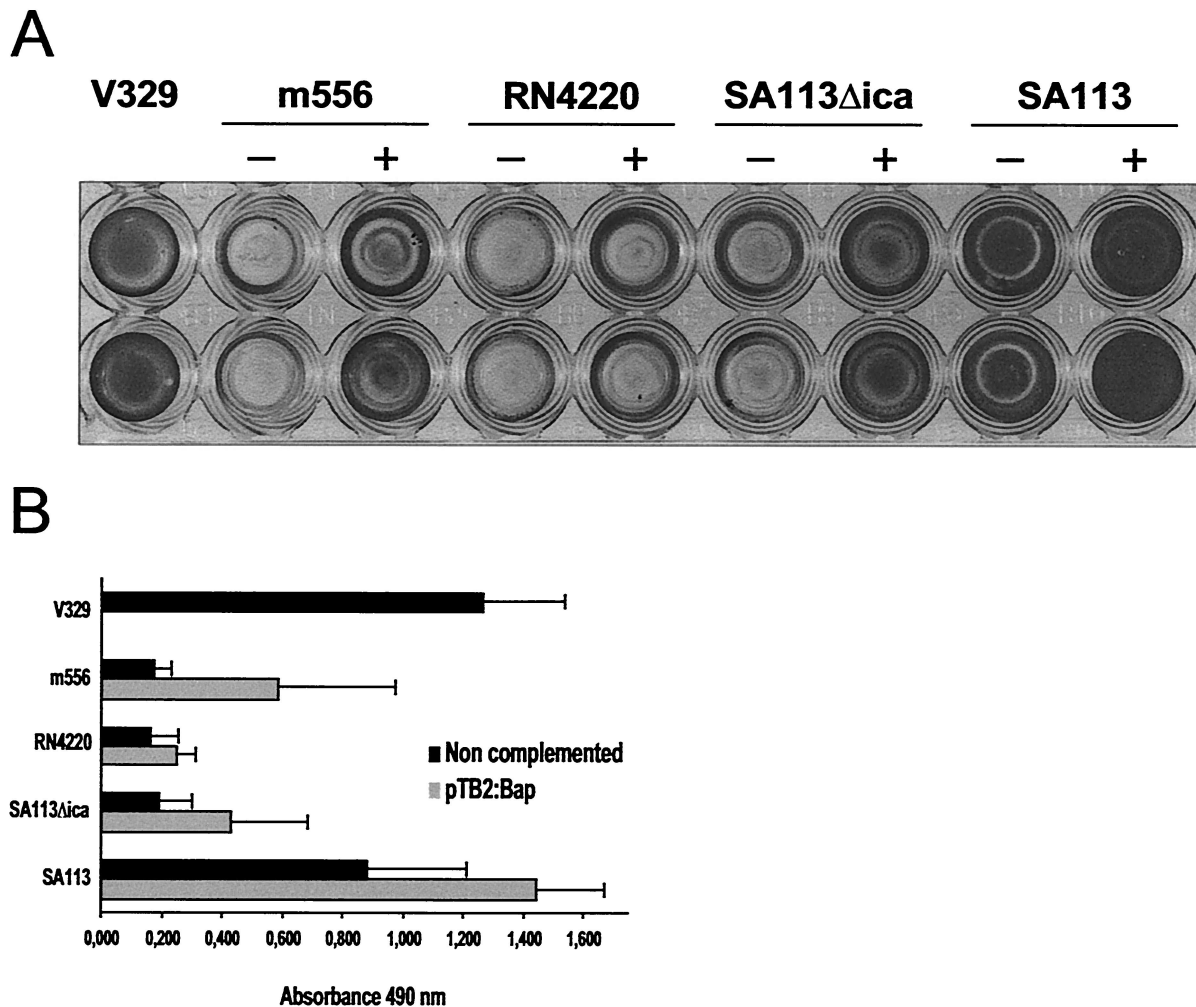 A
V329 m556 RN4220 SA113Δica SA113
– + – + – + – +
B
V329
m556
RN4220
SA113Δica
SA113
Non complemented
pTB2:Bap
0,000 0,200 0,400 0,600 0,800 1,000 1,200 1,400 1,600
Absorbance 490 nm